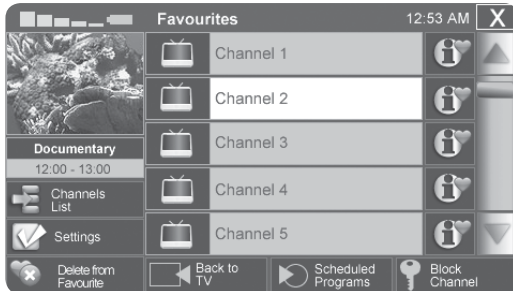 Favourites 12:53 AM X
Channel 1
Channel 2
Channel 3
Channel 4
Channel 5
Documentary
12:00 - 13:00
Channels
List
Settings
Delete from
Favourite
Back to
TV
Scheduled
Programs
Block
Channel